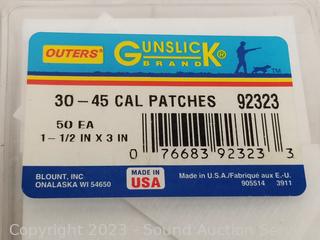 OUTERS®
GUNSLICK®
BRAND
TM
30-45 CAL PATCHES 92323
50 EA
1-1/2 IN X 3 IN
0 76683 92323 3
BLOUNT, INC
ONALASKA WI 54650
MADE IN
USA
Made in U.S.A./Fabriqué aux E.U.
905514 3911
Copyright 2023 - Sound Auction Service